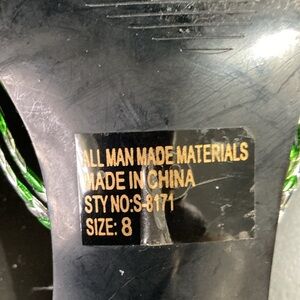 ALL MAN MADE MATERIALS
MADE IN CHINA
STY NO:S-8171
SIZE: 8